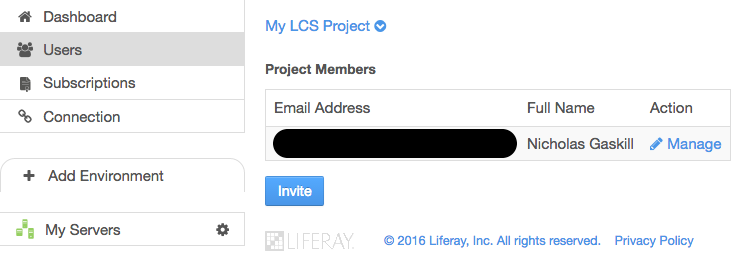 Dashboard
Users
Subscriptions
Connection
Add Environment
My Servers
My LCS Project
Project Members
Email Address Full Name Action
Nicholas Gaskill Manage
Invite
LIFERAY. © 2016 Liferay, Inc. All rights reserved. Privacy Policy